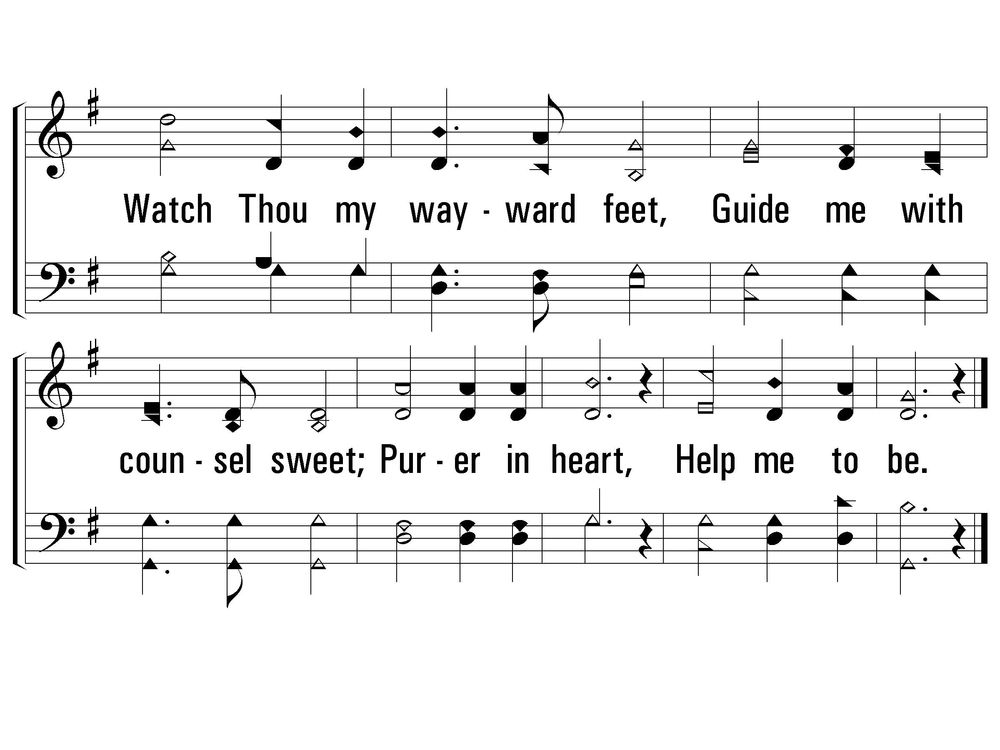 Watch Thou my way - ward feet, Guide me with
coun - sel sweet; Pur - er in heart, Help me to be.